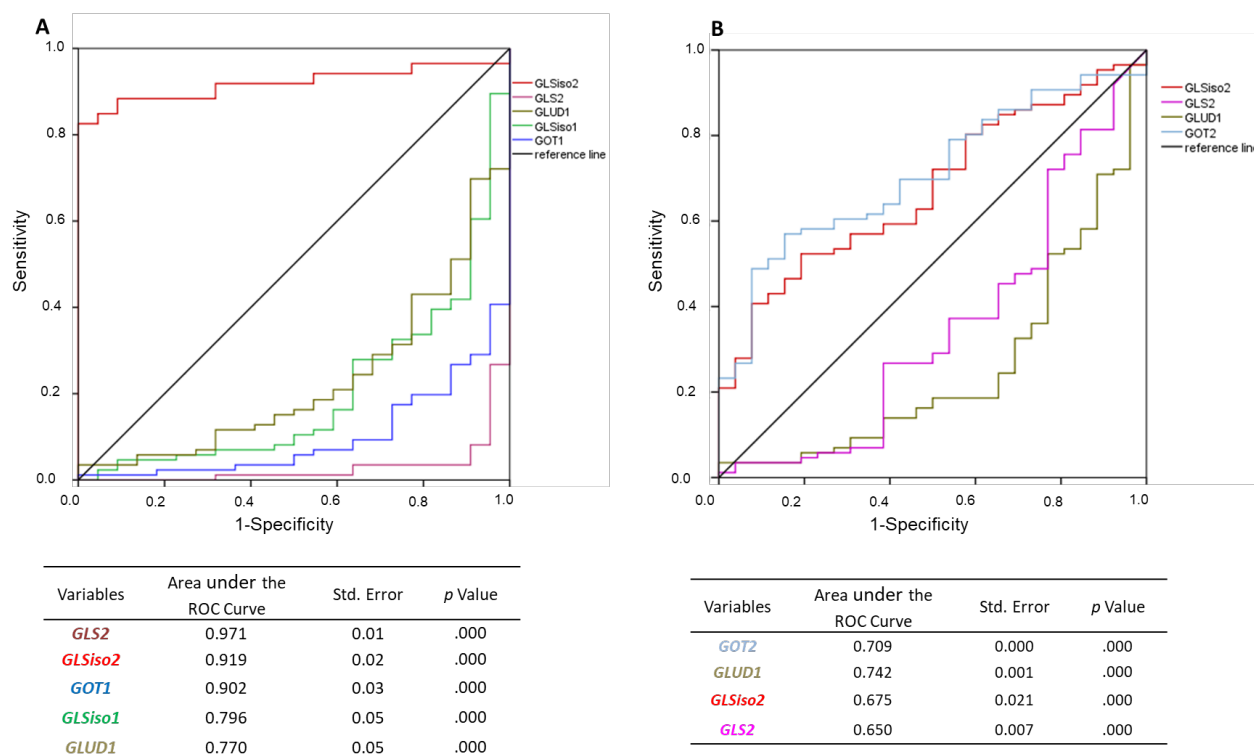 A
1.0
0.8
0.6
0.4
0.2
0.0
Sensitivity
0.0 0.2 0.4 0.6 0.8 1.0
1-Specificity
GLSiso2
GLS2
GLUD1
GLSiso1
GOT1
reference line
B
1.0
0.8
0.6
0.4
0.2
0.0
Sensitivity
0.0 0.2 0.4 0.6 0.8 1.0
1-Specificity
GLSiso2
GLS2
GLUD1
GOT2
reference line
Variables Area under the ROC Curve Std. Error p Value
GLS2 0.971 0.01 .000
GLSiso2 0.919 0.02 .000
GOT1 0.902 0.03 .000
GLSiso1 0.796 0.05 .000
GLUD1 0.770 0.05 .000
Variables Area under the ROC Curve Std. Error p Value
GOT2 0.709 0.000 .000
GLUD1 0.742 0.001 .000
GLSiso2 0.675 0.021 .000
GLS2 0.650 0.007 .000